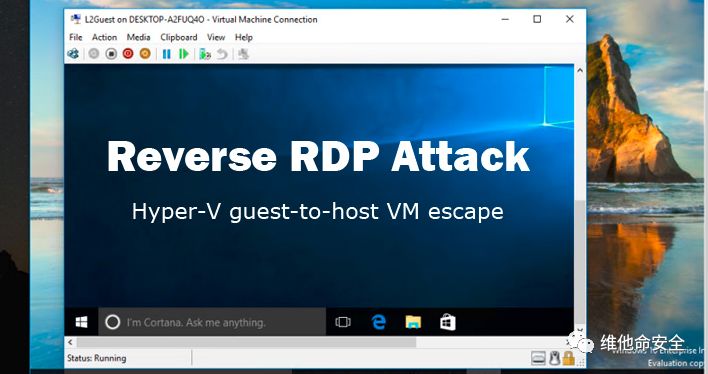 L2Guest on DESKTOP-A2FUQ4O - Virtual Machine Connection
File Action Media Clipboard View Help
Reverse RDP Attack
Hyper-V guest-to-host VM escape
I'm Cortana. Ask me anything.
Status: Running
维他命安全
Windows 10 Enterprise
Evaluation cop